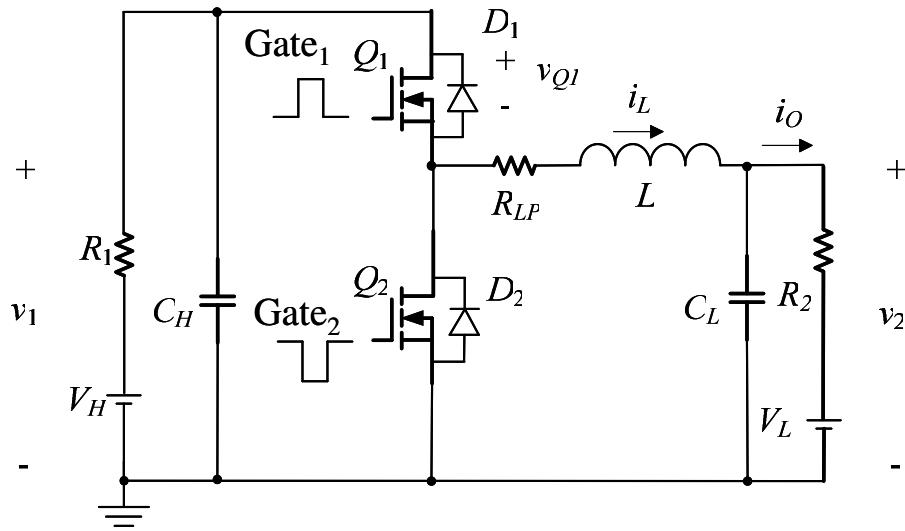 D1
Gate1
Q1
+
vQ1
-
iL
iO
+
+
RLP
L
R1
Q2
D2
CH
CL
R2
v1
Gate2
v2
VH
VL
-
-